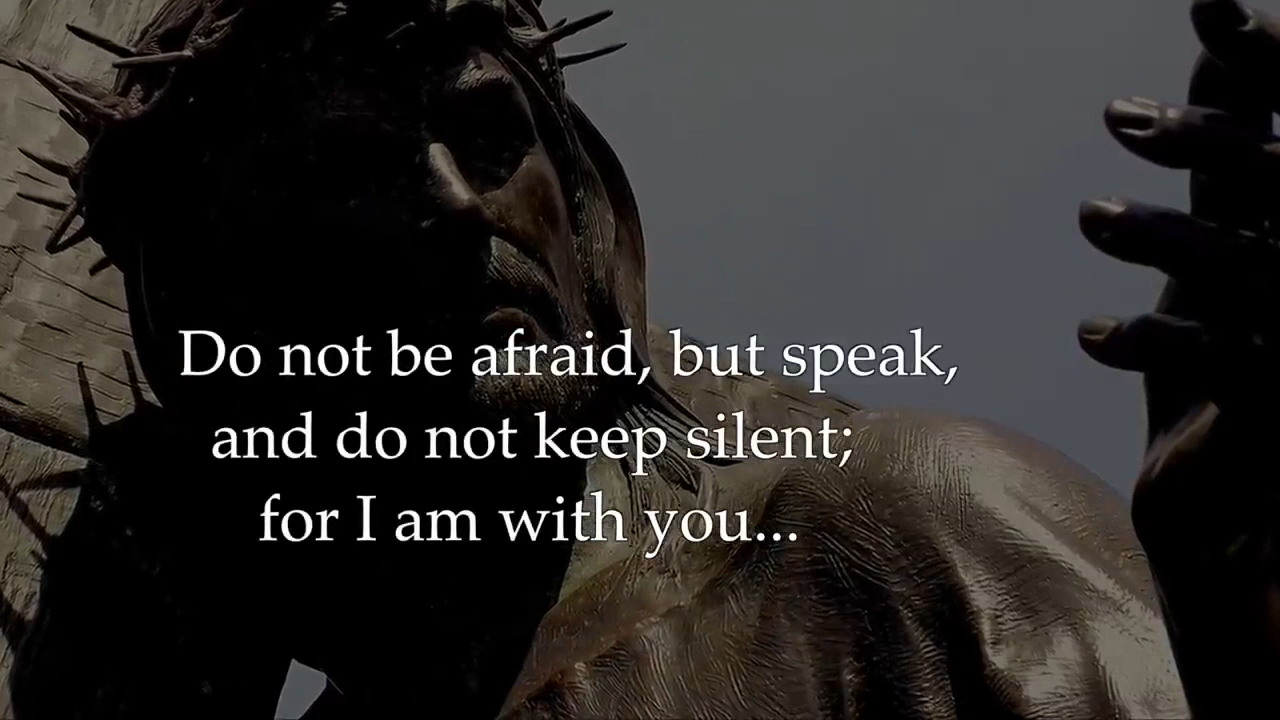 Do not be afraid, but speak,
and do not keep silent;
for I am with you...